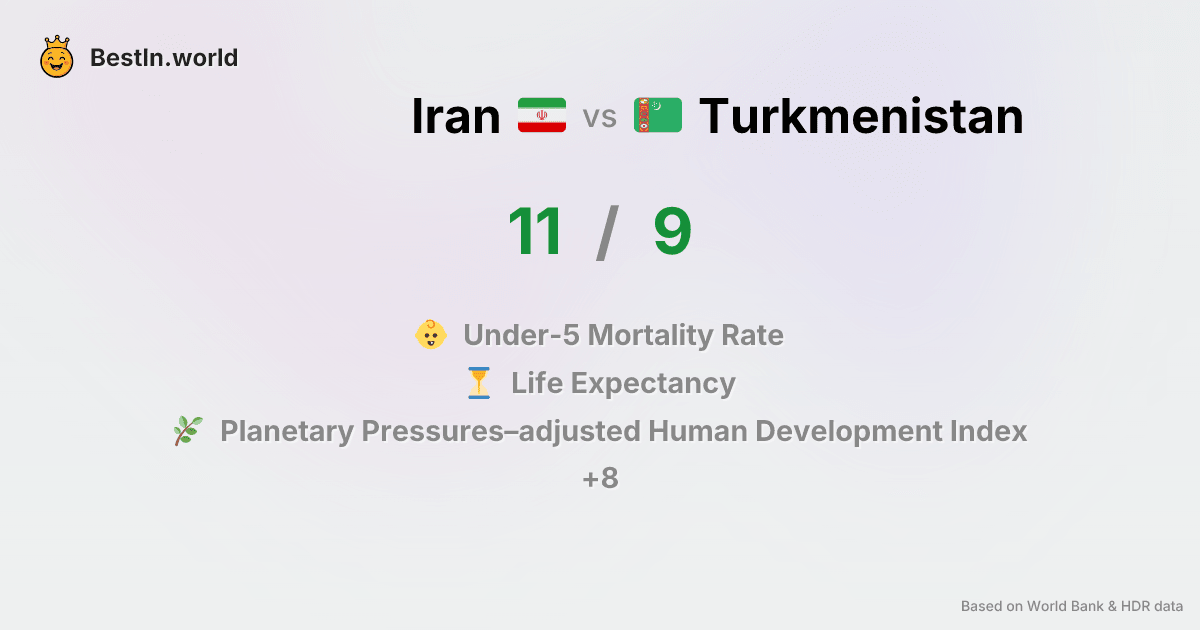 BestIn.world
Iran vs Turkmenistan
11 / 9
Under-5 Mortality Rate
Life Expectancy
Planetary Pressures–adjusted Human Development Index
+8
Based on World Bank & HDR data